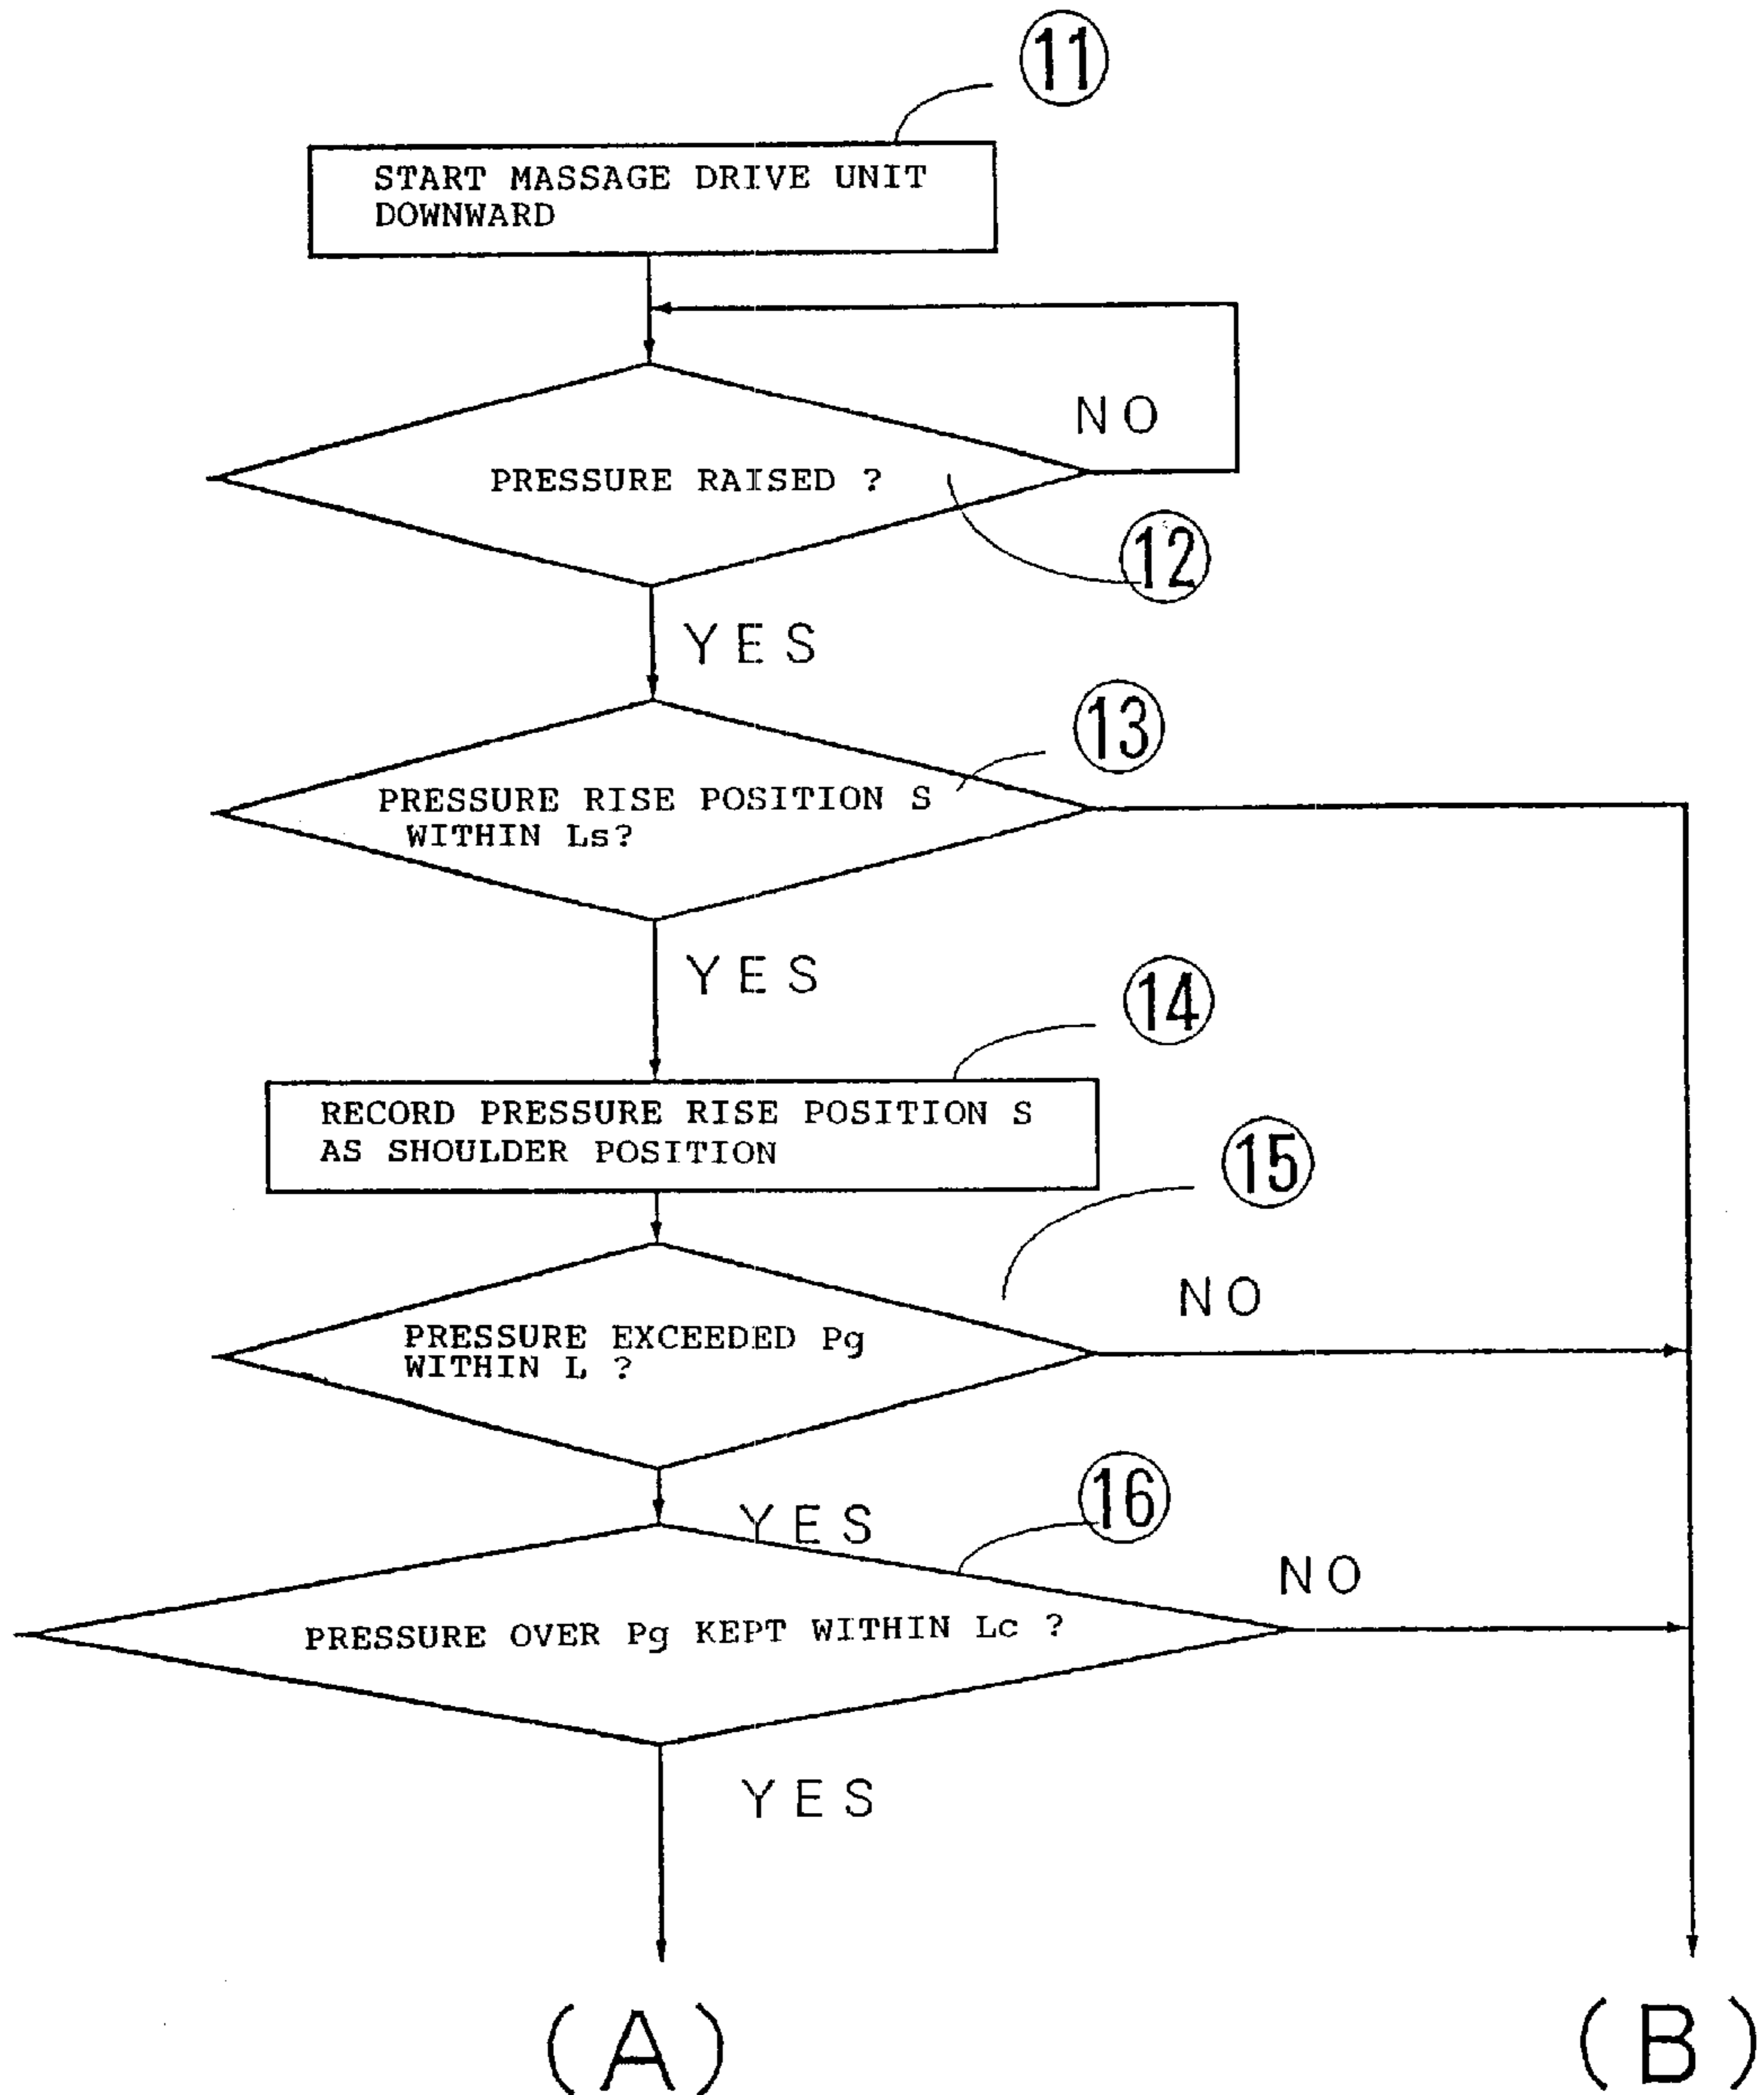 11
START MASSAGE DRIVE UNIT
DOWNWARD
NO
PRESSURE RAISED ?
12
YES
13
PRESSURE RISE POSITION S
WITHIN Ls?
YES
14
RECORD PRESSURE RISE POSITION S
AS SHOULDER POSITION
15
NO
PRESSURE EXCEEDED Pg
WITHIN L ?
16
YES
NO
PRESSURE OVER Pg KEPT WITHIN Lc ?
YES
(A)
(B)